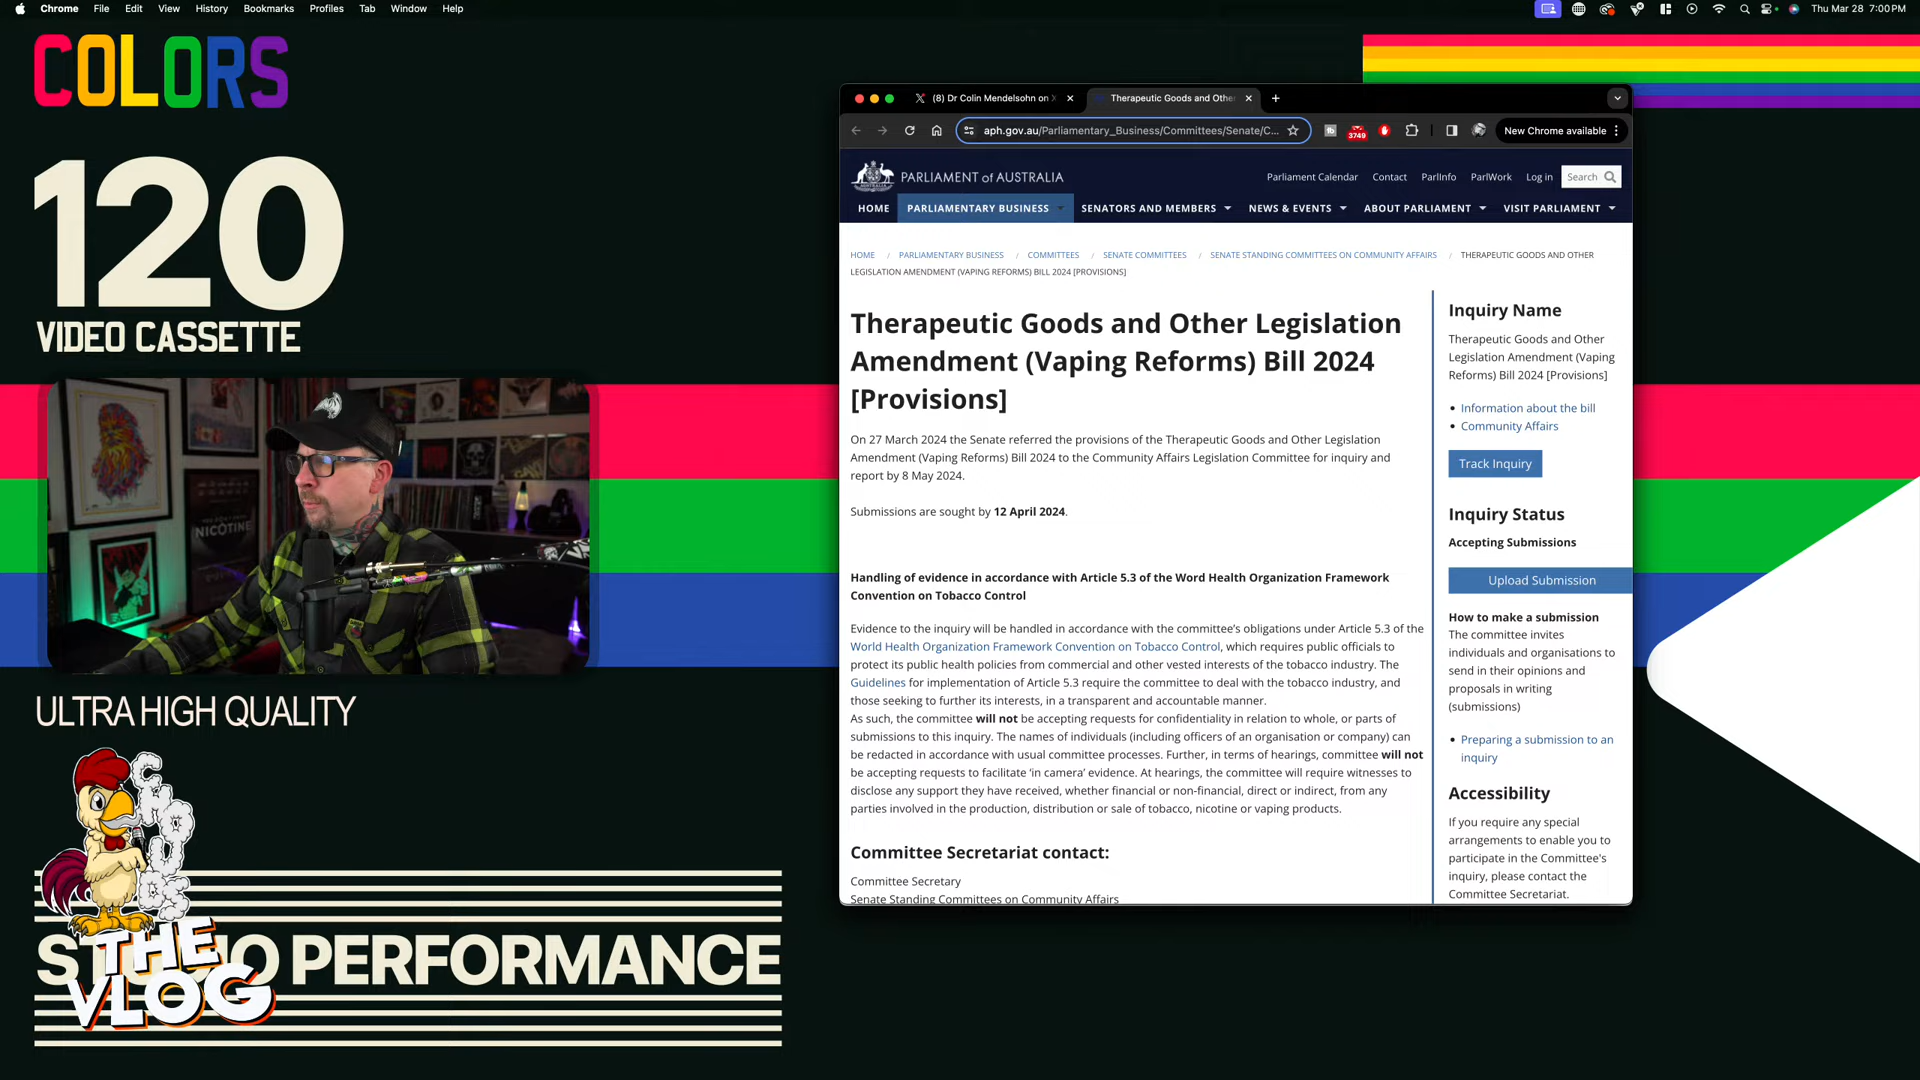 Chrome File Edit View History Bookmarks Profiles Tab Window Help
Thu Mar 28 7:00 PM
COLORS
120
VIDEO CASSETTE
NICOTINE
ULTRA HIGH QUALITY
CLOUDS
THE
VLOG
PERFORMANCE
(8) Dr Colin Mendelsohn on X
Therapeutic Goods and Other
aph.gov.au/Parliamentary_Business/Committees/Senate/C...
3749
New Chrome available
PARLIAMENT of AUSTRALIA
Parliament Calendar Contact ParlInfo ParlWork Log in Search
HOME PARLIAMENTARY BUSINESS SENATORS AND MEMBERS NEWS & EVENTS ABOUT PARLIAMENT VISIT PARLIAMENT
HOME / PARLIAMENTARY BUSINESS / COMMITTEES / SENATE COMMITTEES / SENATE STANDING COMMITTEES ON COMMUNITY AFFAIRS / THERAPEUTIC GOODS AND OTHER
LEGISLATION AMENDMENT (VAPING REFORMS) BILL 2024 [PROVISIONS]
Therapeutic Goods and Other Legislation
Amendment (Vaping Reforms) Bill 2024
[Provisions]
On 27 March 2024 the Senate referred the provisions of the Therapeutic Goods and Other Legislation
Amendment (Vaping Reforms) Bill 2024 to the Community Affairs Legislation Committee for inquiry and
report by 8 May 2024.
Submissions are sought by 12 April 2024.
Handling of evidence in accordance with Article 5.3 of the Word Health Organization Framework
Convention on Tobacco Control
Evidence to the inquiry will be handled in accordance with the committee's obligations under Article 5.3 of the
World Health Organization Framework Convention on Tobacco Control, which requires public officials to
protect its public health policies from commercial and other vested interests of the tobacco industry. The
Guidelines for implementation of Article 5.3 require the committee to deal with the tobacco industry, and
those seeking to further its interests, in a transparent and accountable manner.
As such, the committee will not be accepting requests for confidentiality in relation to whole, or parts of
submissions to this inquiry. The names of individuals (including officers of an organisation or company) can
be redacted in accordance with usual committee processes. Further, in terms of hearings, committee will not
be accepting requests to facilitate 'in camera' evidence. At hearings, the committee will require witnesses to
disclose any support they have received, whether financial or non-financial, direct or indirect, from any
parties involved in the production, distribution or sale of tobacco, nicotine or vaping products.
Committee Secretariat contact:
Committee Secretary
Senate Standing Committees on Community Affairs
Inquiry Name
Therapeutic Goods and Other
Legislation Amendment (Vaping
Reforms) Bill 2024 [Provisions]
Information about the bill
Community Affairs
Track Inquiry
Inquiry Status
Accepting Submissions
Upload Submission
How to make a submission
The committee invites
individuals and organisations to
send in their opinions and
proposals in writing
(submissions)
Preparing a submission to an
inquiry
Accessibility
If you require any special
arrangements to enable you to
participate in the Committee's
inquiry, please contact the
Committee Secretariat.